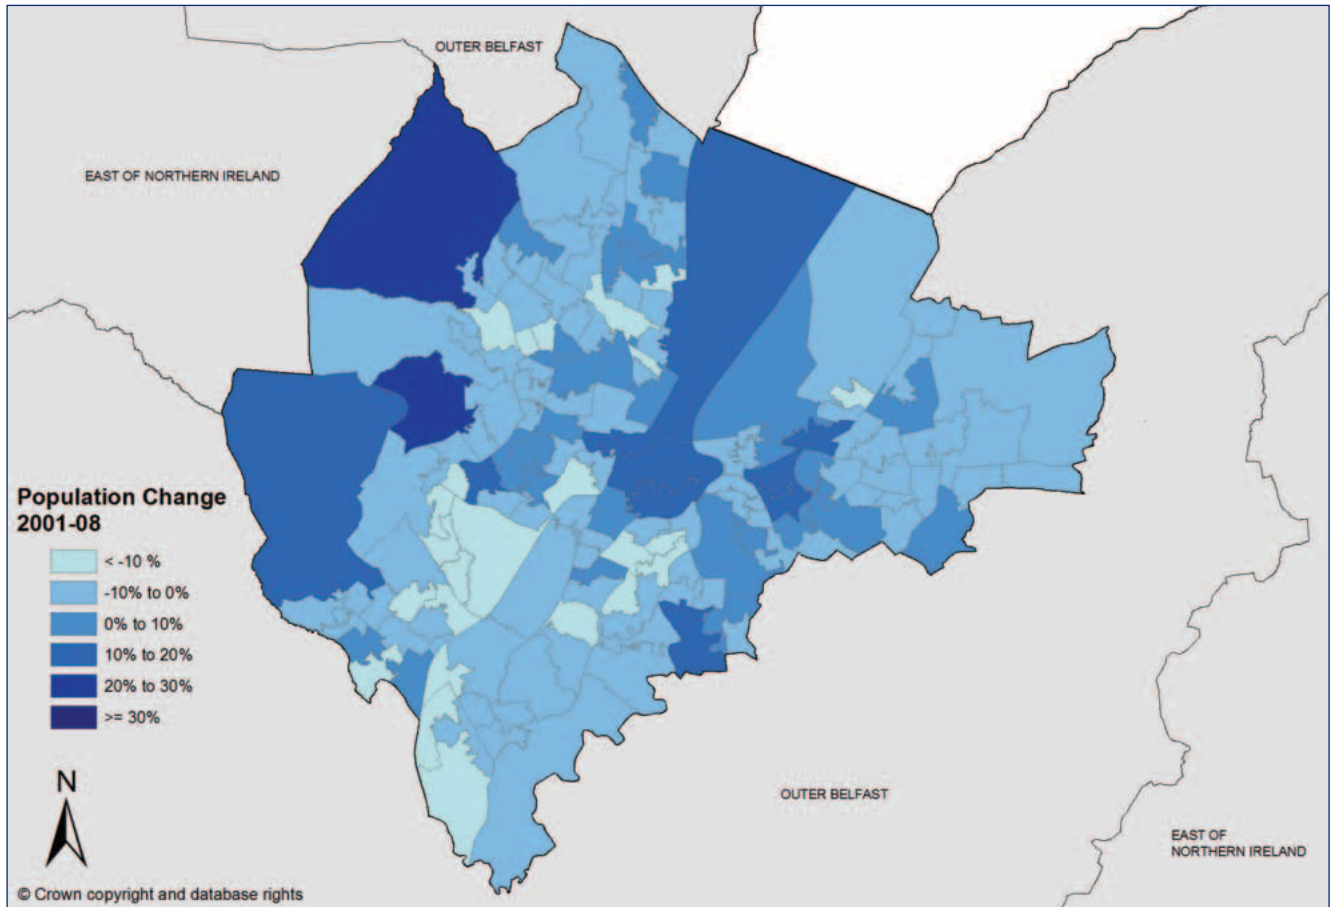 OUTER BELFAST
EAST OF NORTHERN IRELAND
Population Change
2001-08
< -10 %
-10% to 0%
0% to 10%
10% to 20%
20% to 30%
>= 30%
N
OUTER BELFAST
EAST OF
NORTHERN IRELAND
© Crown copyright and database rights